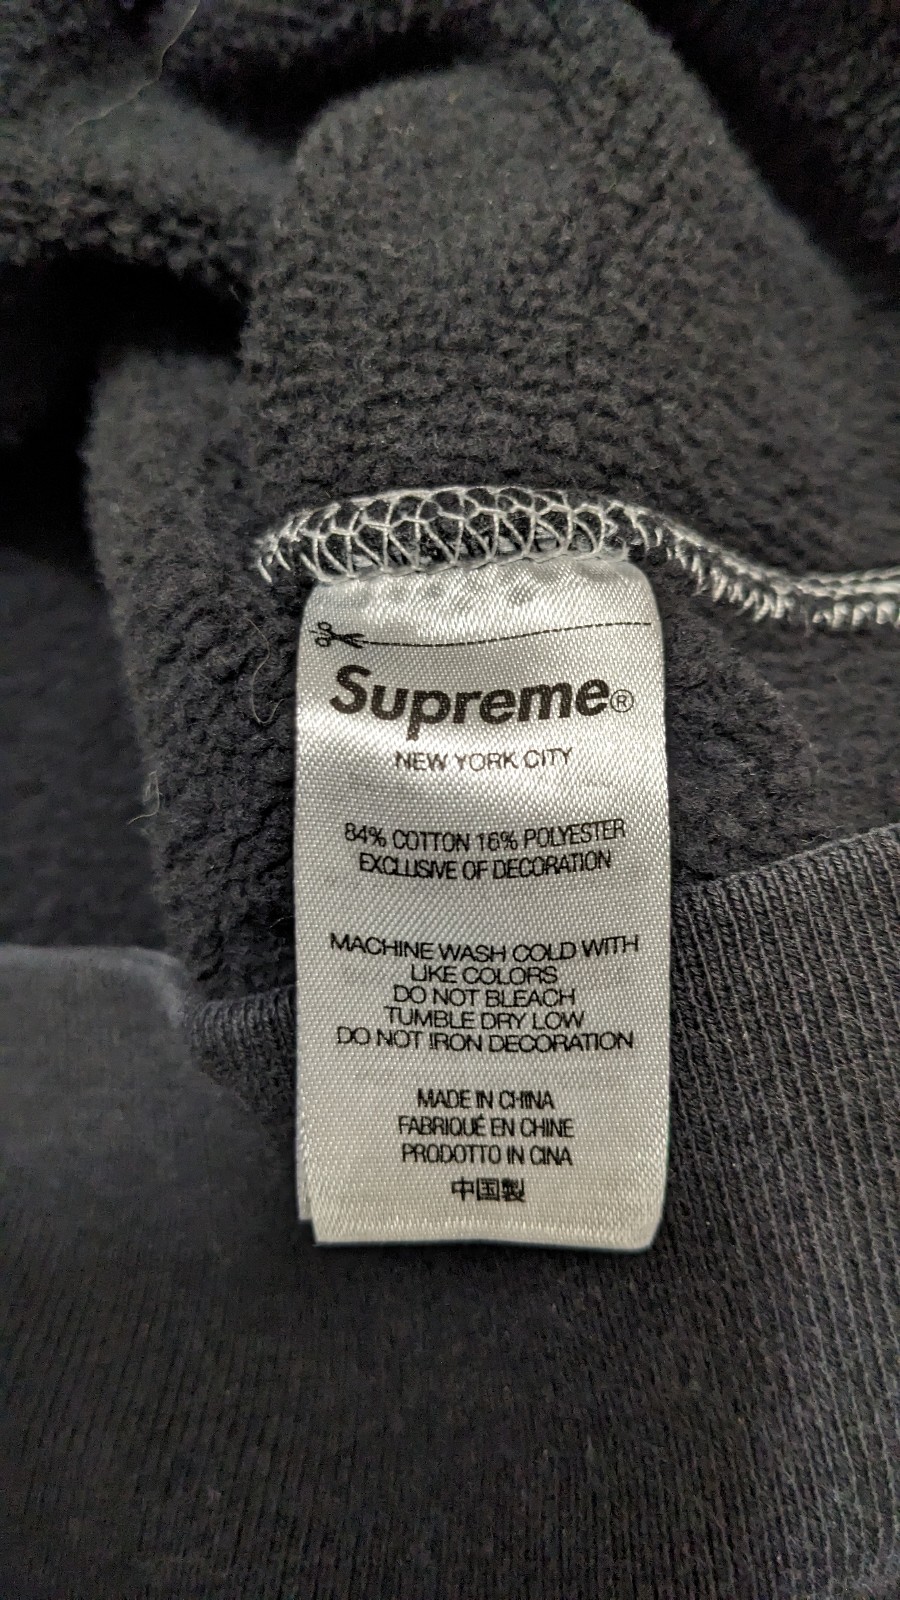 Supreme®
NEW YORK CITY
84% COTTON 16% POLYESTER
EXCLUSIVE OF DECORATION
MACHINE WASH COLD WITH
LIKE COLORS
DO NOT BLEACH
TUMBLE DRY LOW
DO NOT IRON DECORATION
MADE IN CHINA
FABRIQUÉ EN CHINE
PRODOTTO IN CINA
中国製